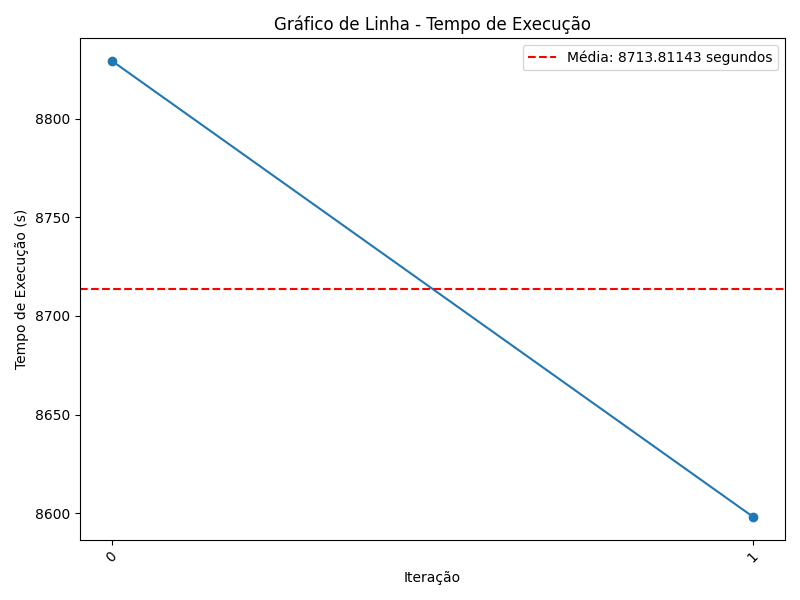 Gráfico de Linha - Tempo de Execução
Média: 8713.81143 segundos
Tempo de Execução (s)
8800
8750
8700
8650
8600
0
1
Iteração